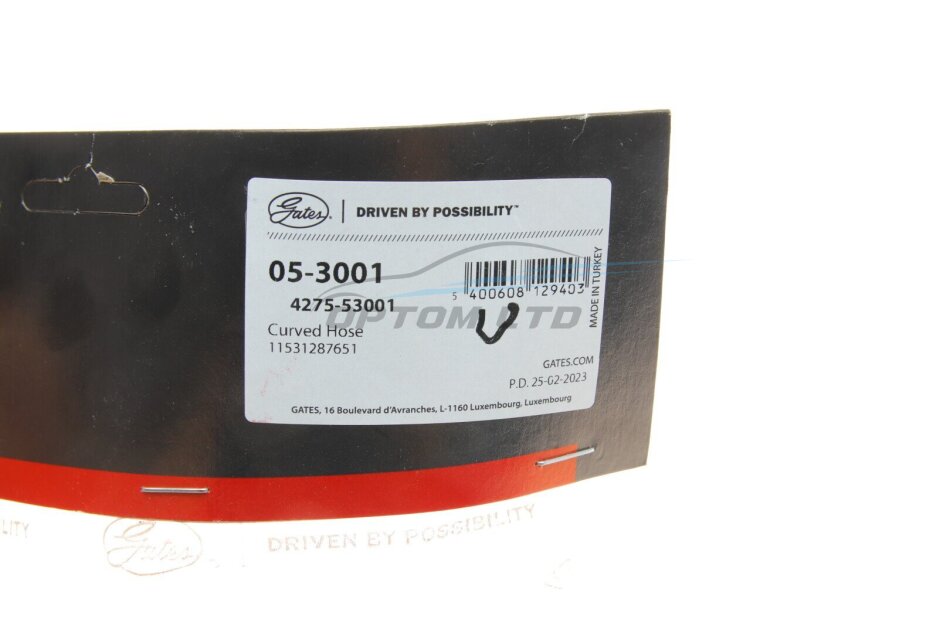 Gates. | DRIVEN BY POSSIBILITY™
05-3001
4275-53001
Curved Hose
11531287651
5 400608 129403
MADE IN TURKEY
OPTOM LTD
GATES.COM
P.D. 25-02-2023
GATES, 16 Boulevard d'Avranches, L-1160 Luxembourg, Luxembourg
LITY
Gates DRIVEN BY POSSIBILITY